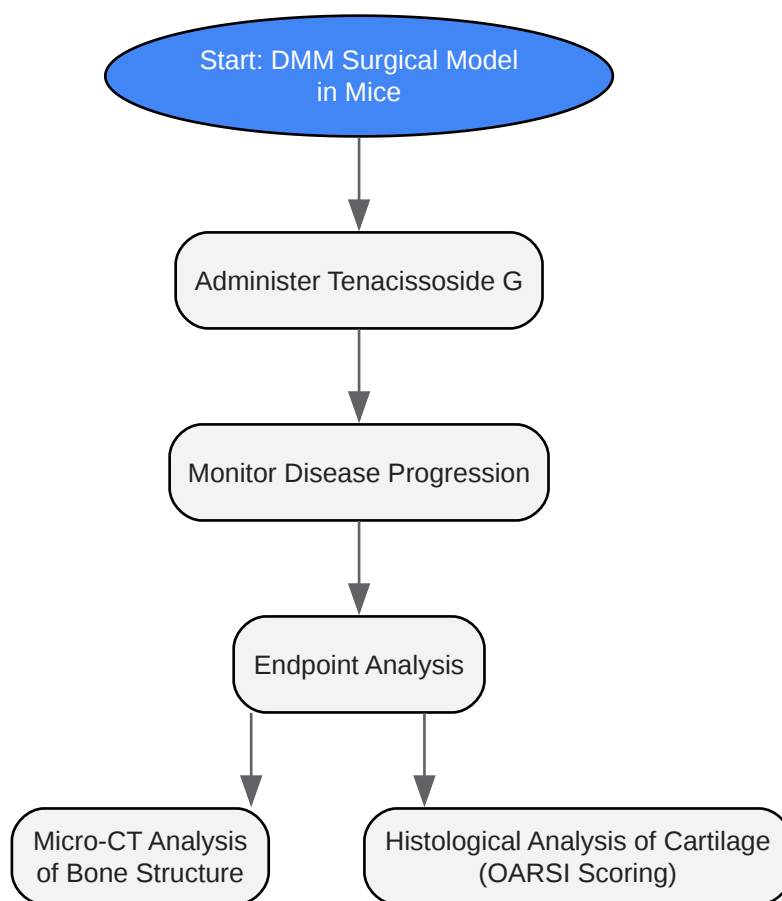 Start: DMM Surgical Model
in Mice
Administer Tenacissoside G
Monitor Disease Progression
Endpoint Analysis
Micro-CT Analysis
of Bone Structure
Histological Analysis of Cartilage
(OARSI Scoring)